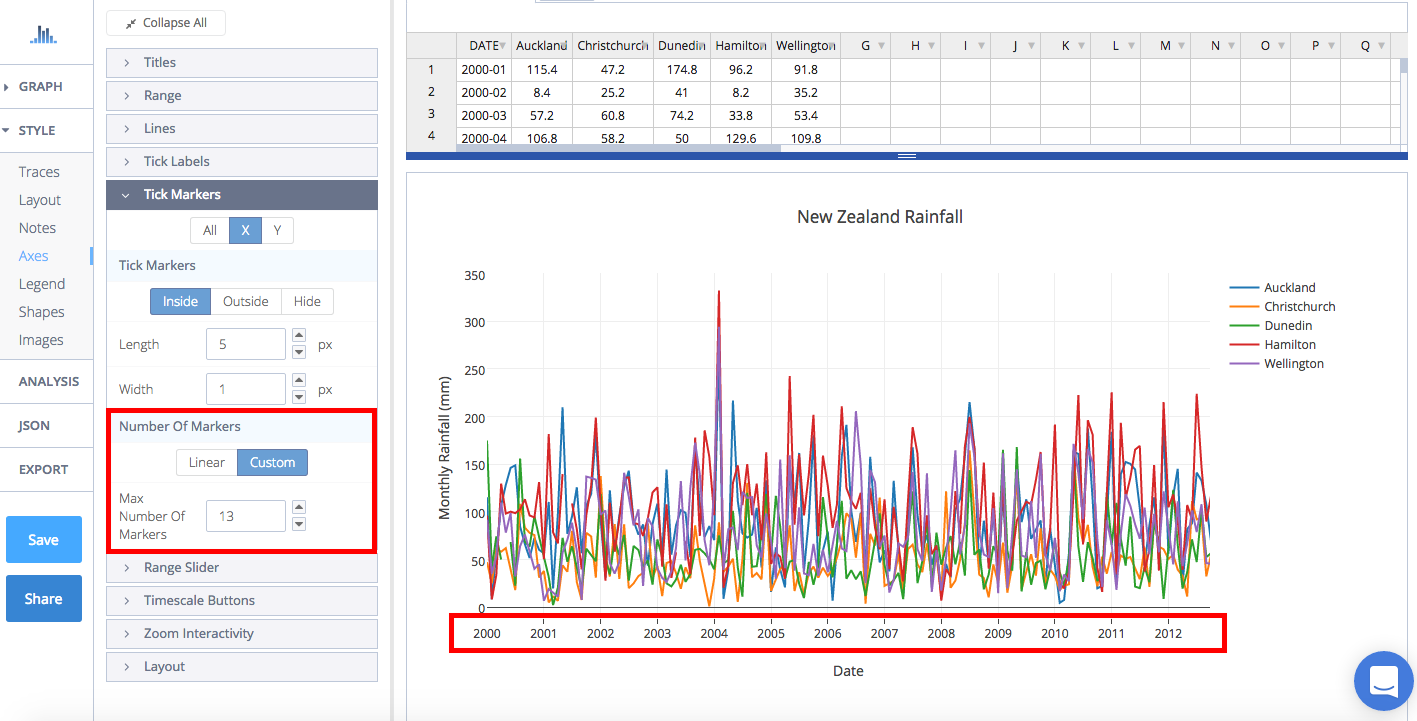 Collapse All
GRAPH
STYLE
Traces
Layout
Notes
Axes
Legend
Shapes
Images
ANALYSIS
JSON
EXPORT
Save
Share
Titles
Range
Lines
Tick Labels
Tick Markers
All X Y
Tick Markers
Inside Outside Hide
Length 5 px
Width 1 px
Number Of Markers
Linear Custom
Max
Number Of 13
Markers
Range Slider
Timescale Buttons
Zoom Interactivity
Layout
DATE Auckland Christchurch Dunedin Hamilton Wellington G H I J K L M N O P Q
1 2000-01 115.4 47.2 174.8 96.2 91.8
2 2000-02 8.4 25.2 41 8.2 35.2
3 2000-03 57.2 60.8 74.2 33.8 53.4
4 2000-04 106.8 58.2 50 129.6 109.8
New Zealand Rainfall
Monthly Rainfall (mm)
350
300
250
200
150
100
50
0
2000 2001 2002 2003 2004 2005 2006 2007 2008 2009 2010 2011 2012
Date
Auckland
Christchurch
Dunedin
Hamilton
Wellington